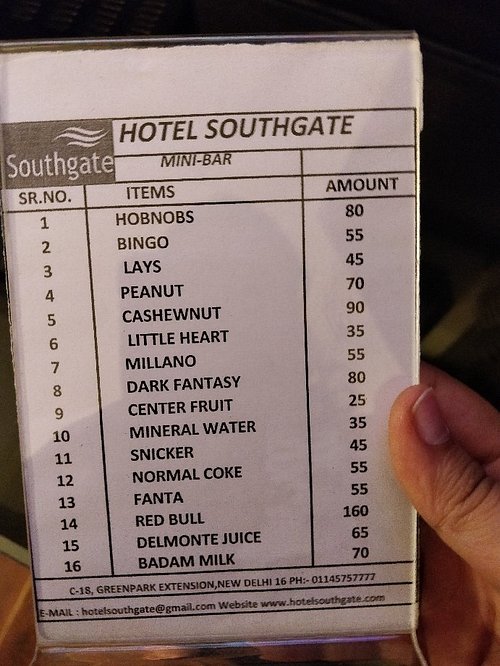 Southgate
HOTEL SOUTHGATE
MINI-BAR
SR.NO. ITEMS AMOUNT
1 HOBNOBS 80
2 BINGO 55
3 LAYS 45
4 PEANUT 70
5 CASHEWNUT 90
6 LITTLE HEART 35
7 MILLANO 55
8 DARK FANTASY 80
9 CENTER FRUIT 25
10 MINERAL WATER 35
11 SNICKER 45
12 NORMAL COKE 55
13 FANTA 55
14 RED BULL 160
15 DELMONTE JUICE 65
16 BADAM MILK 70
C-18, GREENPARK EXTENSION,NEW DELHI 16 PH:- 01145757777
E-MAIL : hotelsouthgate@gmail.com Website www.hotelsouthgate.com